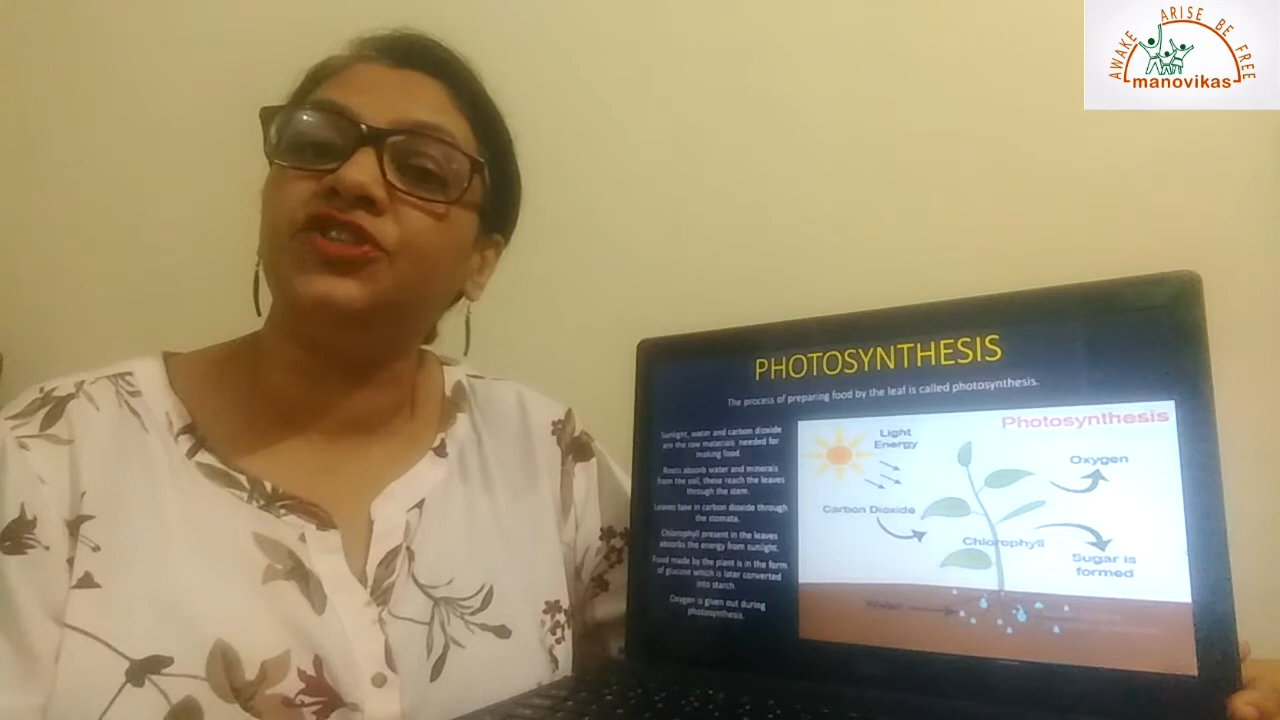 AWAKE ARISE BE FREE
manovikas
PHOTOSYNTHESIS
The process of preparing food by the leaf is called photosynthesis.
Sunlight, water and carbon dioxide
are the raw materials needed for
making food.
Roots absorb water and minerals
from the soil, these reach the leaves
through the stem.
Leaves take in carbon dioxide through
the stomata.
Chlorophyll present in the leaves
absorbs the energy from sunlight.
Food made by the plant is in the form
of glucose which is later converted
into starch.
Oxygen is given out during
photosynthesis.
Photosynthesis
Light
Energy
Oxygen
Carbon Dioxide
Chlorophyll
Sugar is
formed
Water